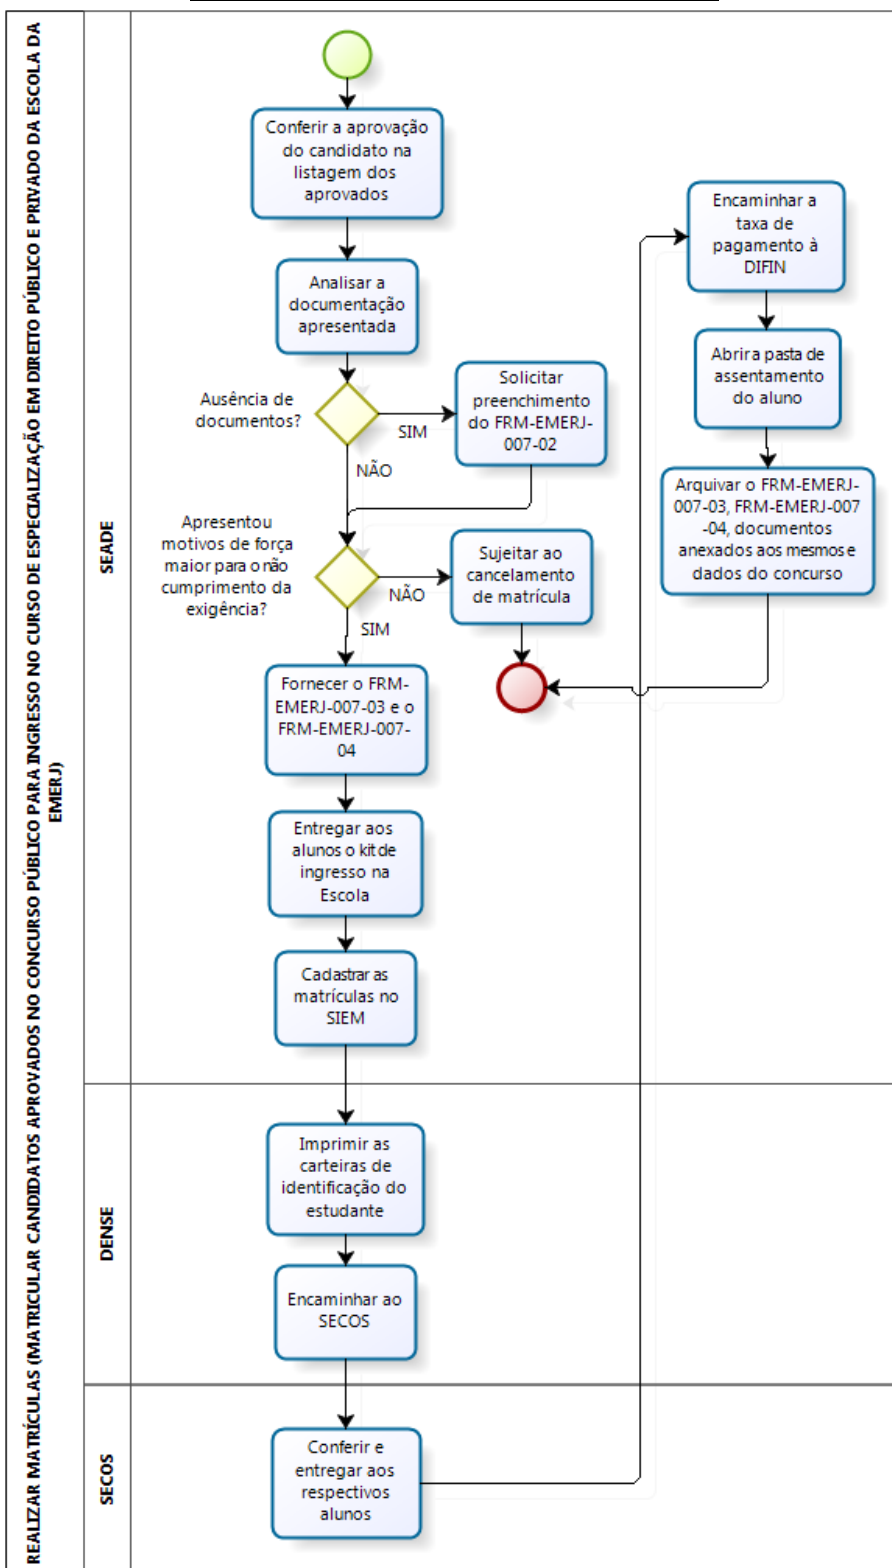 REALIZAR MATRÍCULAS (MATRICULAR CANDIDATOS APROVADOS NO CONCURSO PÚBLICO PARA INGRESSO NO CURSO DE ESPECIALIZAÇÃO EM DIREITO PÚBLICO E PRIVADO DA ESCOLA DA
EMERJ)
SEADE
Conferir a aprovação
do candidato na
listagem dos
aprovados
Analisar a
documentação
apresentada
Ausência de
documentos?
SIM
Solicitar
preenchimento
do FRM-EMERJ-
007-02
NÃO
Apresentou
motivos de força
maior para o não
cumprimento da
exigência?
NÃO
Sujeitar ao
cancelamento
de matrícula
SIM
Fornecer o FRM-
EMERJ-007-03 e o
FRM-EMERJ-007-
04
Entregar aos
alunos o kit de
ingresso na
Escola
Cadastrar as
matrículas no
SIEM
DENSE
Imprimir as
carteiras de
identificação do
estudante
Encaminhar ao
SECOS
SECOS
Conferir e
entregar aos
respectivos
alunos
Encaminhar a
taxa de
pagamento à
DIFIN
Abrir a pasta de
assentamento
do aluno
Arquivar o FRM-EMERJ-
007-03, FRM-EMERJ-007
-04, documentos
anexados aos mesmos e
dados do concurso